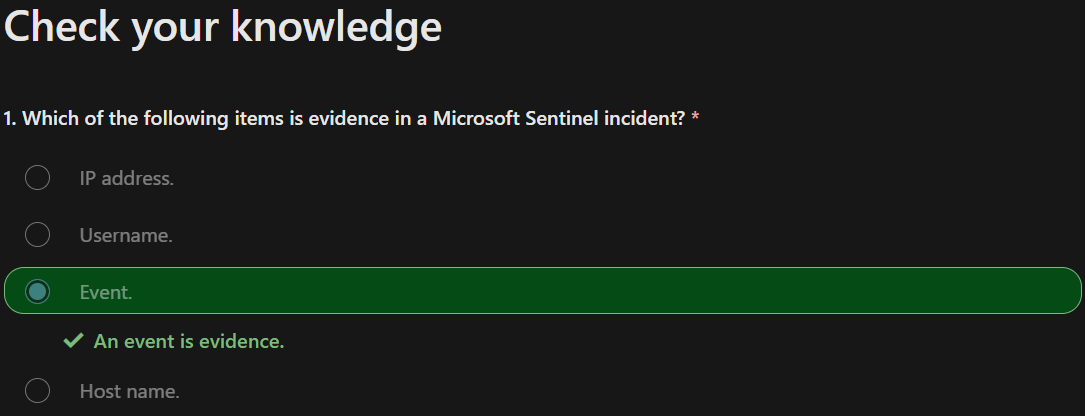 Check your knowledge
1. Which of the following items is evidence in a Microsoft Sentinel incident? *
IP address.
Username.
Event.
An event is evidence.
Host name.